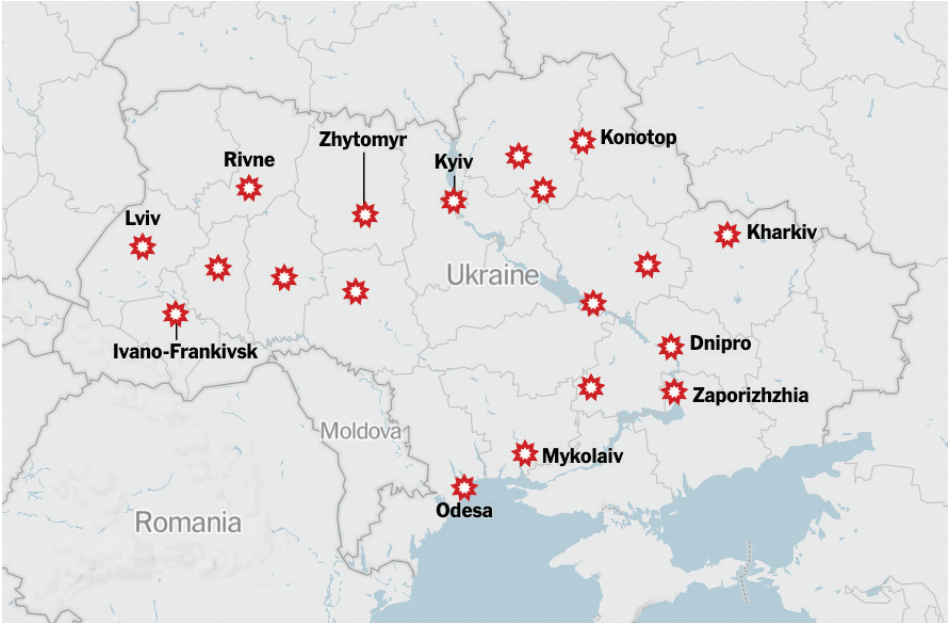 Zhytomyr
Konotop
Rivne
Kyiv
Lviv
Kharkiv
Ukraine
Dnipro
Ivano-Frankivsk
Zaporizhzhia
Moldova
Mykolaiv
Odesa
Romania